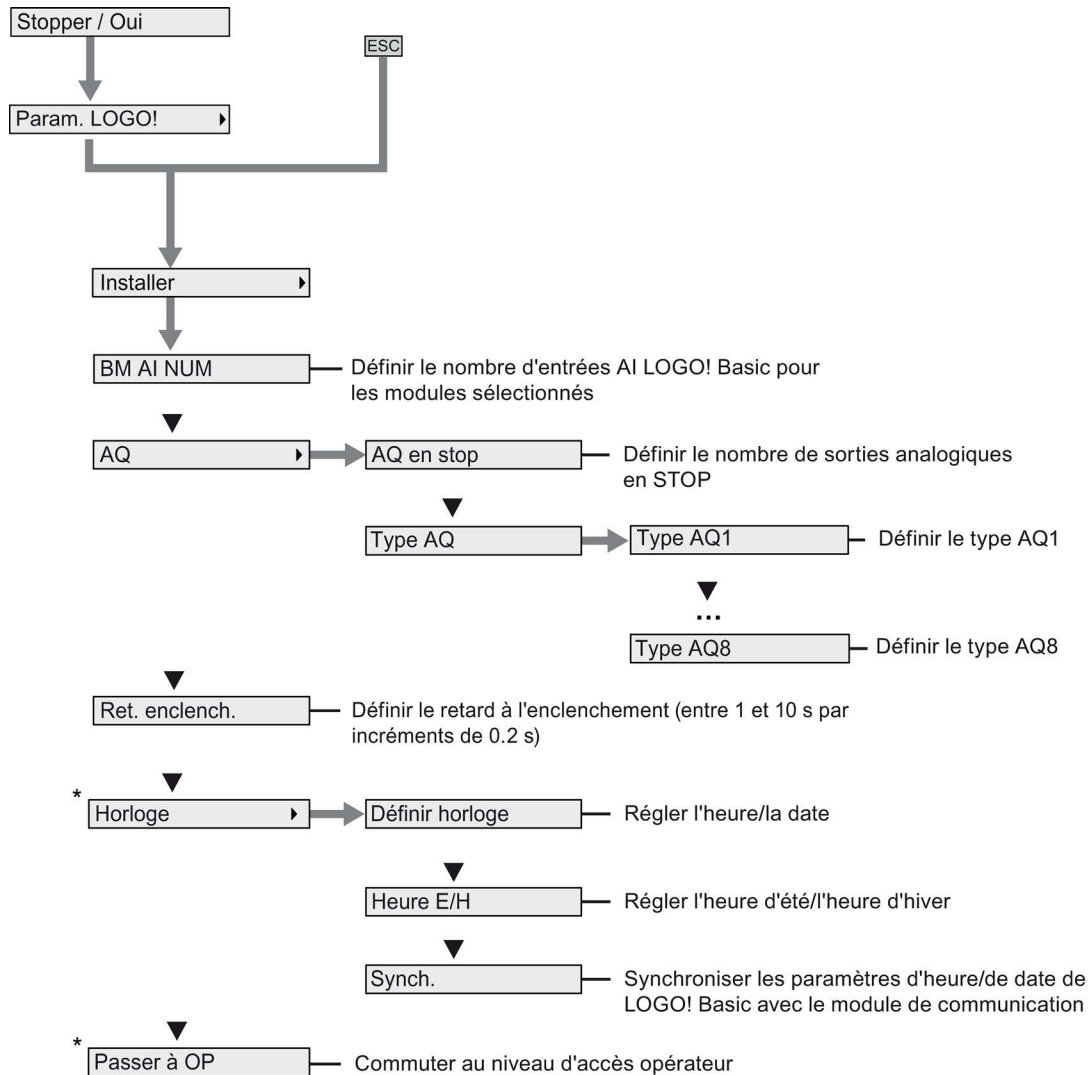 Stopper / Oui
ESC
Param. LOGO!
Installer
BM AI NUM
Définir le nombre d'entrées AI LOGO! Basic pour
les modules sélectionnés
AQ
AQ en stop
Définir le nombre de sorties analogiques
en STOP
Type AQ
Type AQ1
Définir le type AQ1
...
Type AQ8
Définir le type AQ8
Ret. enclench.
Définir le retard à l'enclenchement (entre 1 et 10 s par
incréments de 0.2 s)
*
Horloge
Définir horloge
Régler l'heure/la date
Heure E/H
Régler l'heure d'été/l'heure d'hiver
Synch.
Synchroniser les paramètres d'heure/de date de
LOGO! Basic avec le module de communication
*
Passer à OP
Commuter au niveau d'accès opérateur